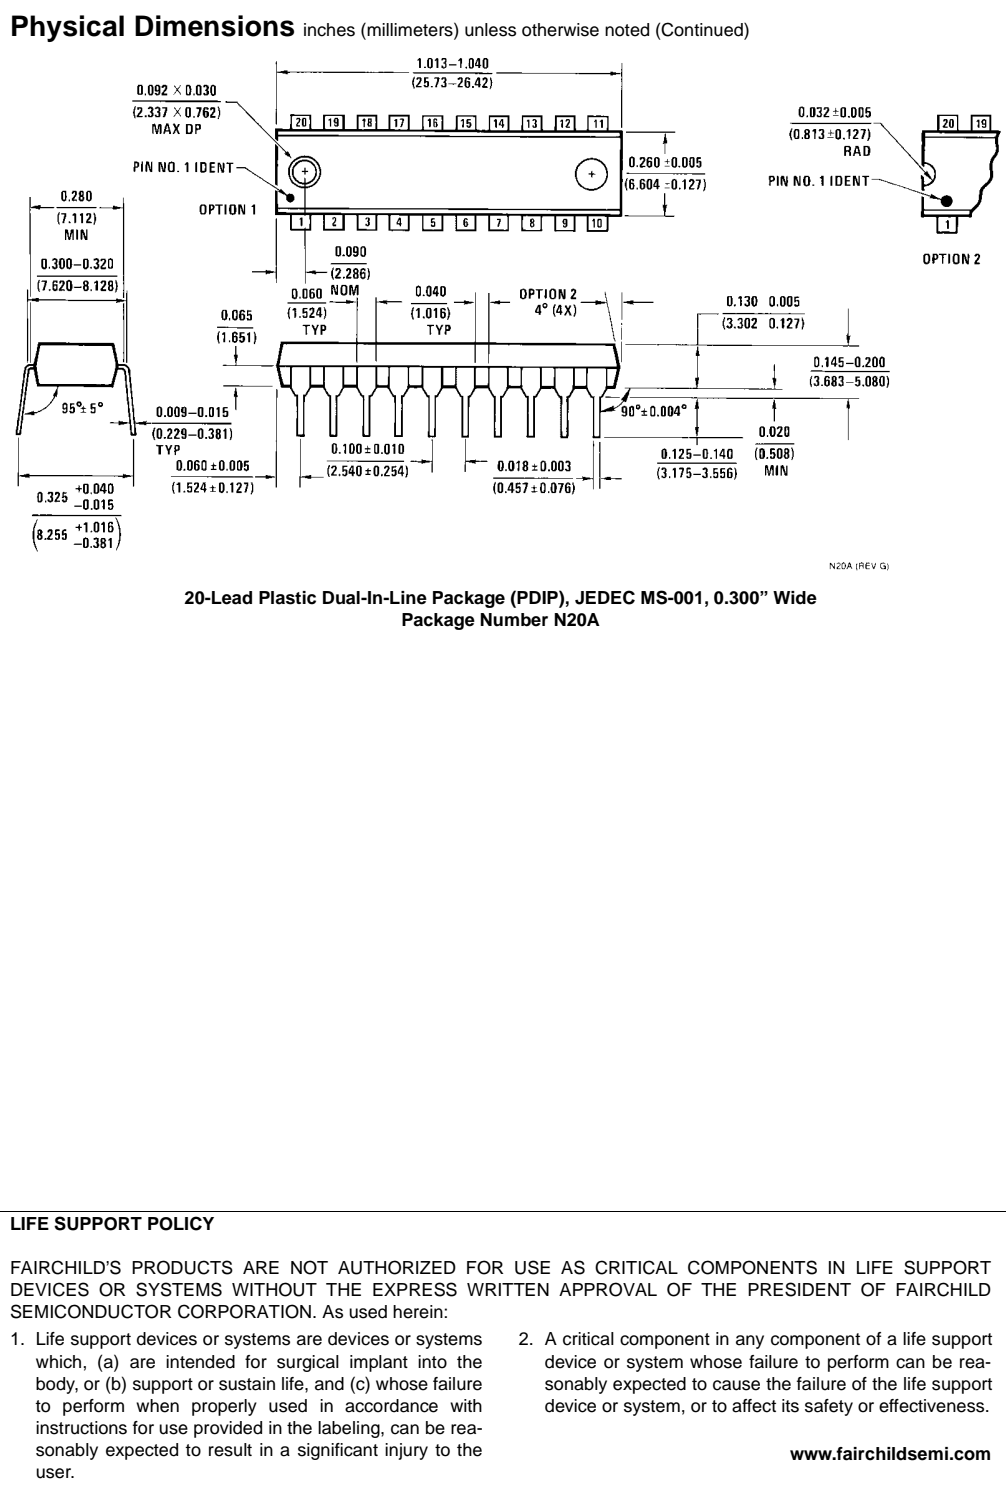 Physical Dimensions inches (millimeters) unless otherwise noted (Continued)
1.013–1.040
(25.73–26.42)
0.092 × 0.030
(2.337 × 0.762)
MAX DP
20 19 18 17 16 15 14 13 12 11
0.032 ±0.005
(0.813 ±0.127)
RAD
20 19
PIN NO. 1 IDENT
0.260 ±0.005
(6.604 ±0.127)
PIN NO. 1 IDENT
0.280
(7.112)
MIN
OPTION 1
1 2 3 4 5 6 7 8 9 10
1
OPTION 2
0.300–0.320
(7.620–8.128)
0.090
(2.286)
NOM
0.060
(1.524)
TYP
0.040
(1.016)
TYP
OPTION 2
4° (4X)
0.130 0.005
(3.302 0.127)
0.065
(1.651)
0.145–0.200
(3.683–5.080)
95°± 5°
0.009–0.015
(0.229–0.381)
TYP
90°±0.004°
0.020
(0.508)
MIN
0.100±0.010
(2.540 ±0.254)
0.125–0.140
(3.175–3.556)
0.060 ±0.005
(1.524 ±0.127)
0.018 ±0.003
(0.457 ±0.076)
0.325 +0.040
–0.015
(8.255 +1.016
–0.381)
N20A (REV G)
20-Lead Plastic Dual-In-Line Package (PDIP), JEDEC MS-001, 0.300” Wide
Package Number N20A
LIFE SUPPORT POLICY
FAIRCHILD’S PRODUCTS ARE NOT AUTHORIZED FOR USE AS CRITICAL COMPONENTS IN LIFE SUPPORT
DEVICES OR SYSTEMS WITHOUT THE EXPRESS WRITTEN APPROVAL OF THE PRESIDENT OF FAIRCHILD
SEMICONDUCTOR CORPORATION. As used herein:
1. Life support devices or systems are devices or systems
which, (a) are intended for surgical implant into the
body, or (b) support or sustain life, and (c) whose failure
to perform when properly used in accordance with
instructions for use provided in the labeling, can be rea-
sonably expected to result in a significant injury to the
user.
2. A critical component in any component of a life support
device or system whose failure to perform can be rea-
sonably expected to cause the failure of the life support
device or system, or to affect its safety or effectiveness.
www.fairchildsemi.com